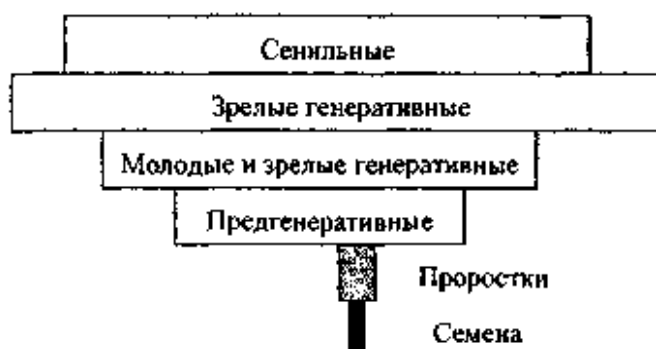 Сенильные
Зрелые генеративные
Молодые и зрелые генеративные
Предгенеративные
Проростки
Семена